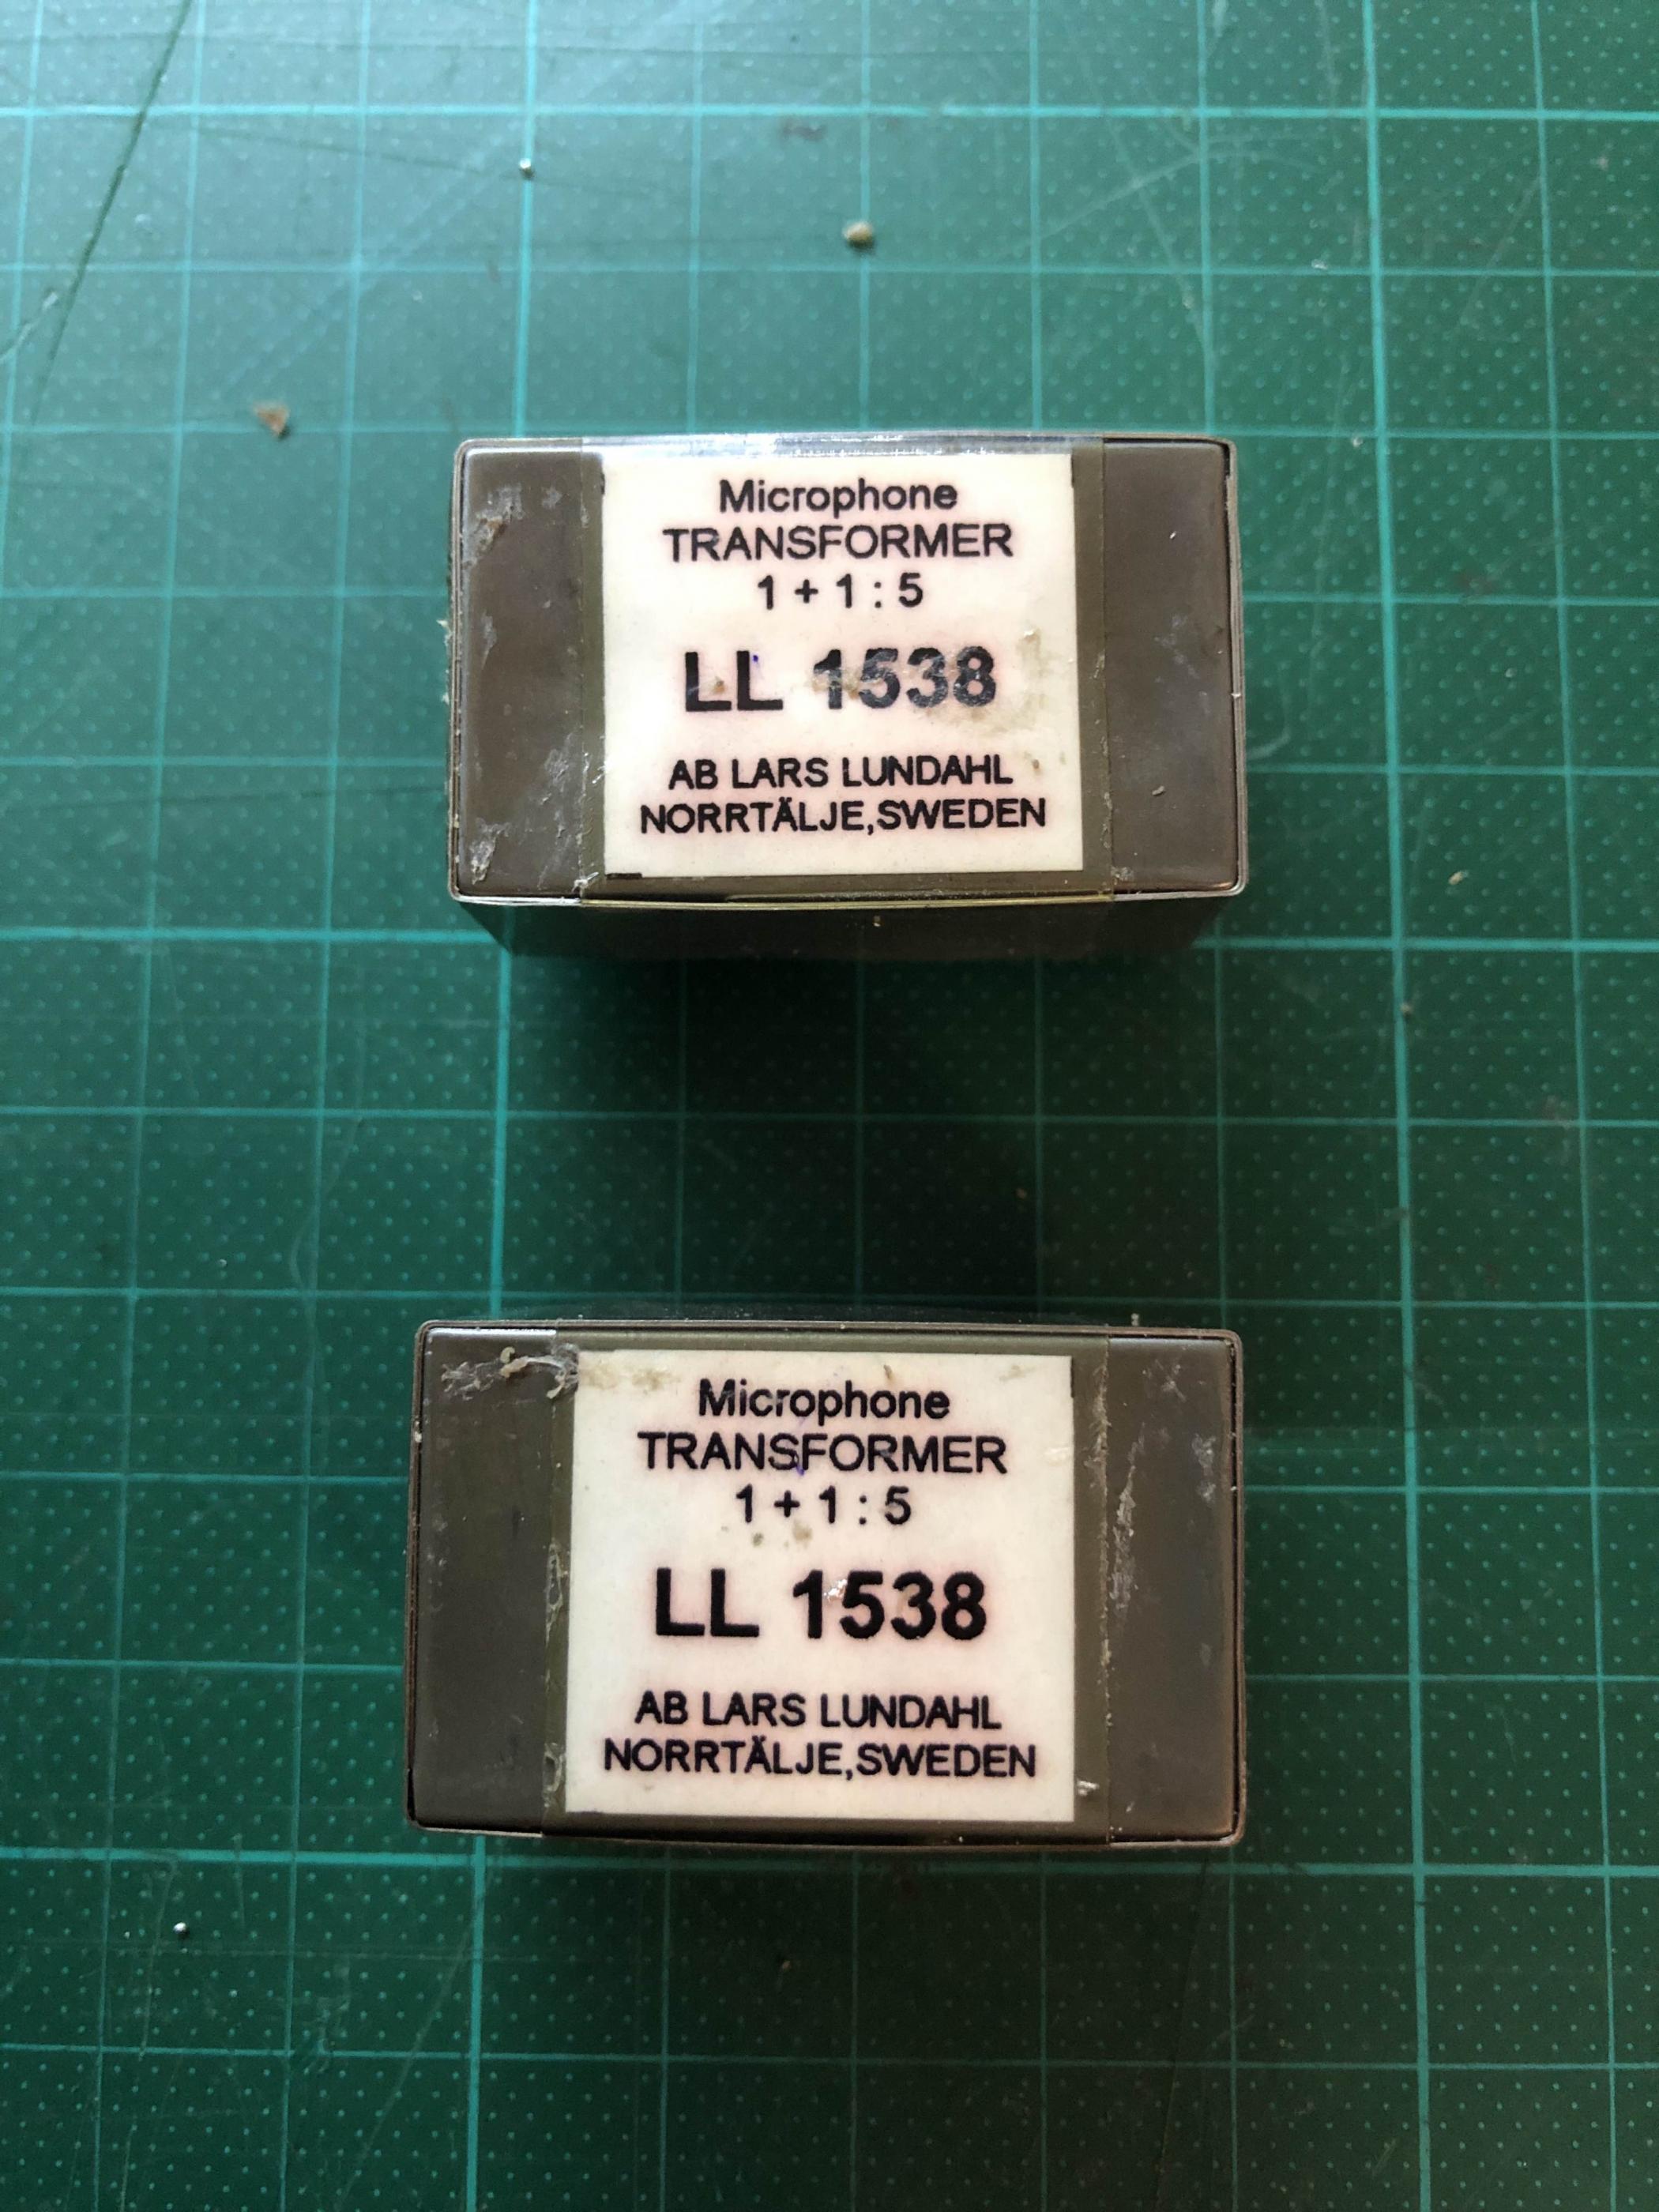 Microphone
TRANSFORMER
1 + 1 : 5
LL 1538
AB LARS LUNDAHL
NORRTÄLJE,SWEDEN
Microphone
TRANSFORMER
1 + 1 : 5
LL 1538
AB LARS LUNDAHL
NORRTÄLJE,SWEDEN